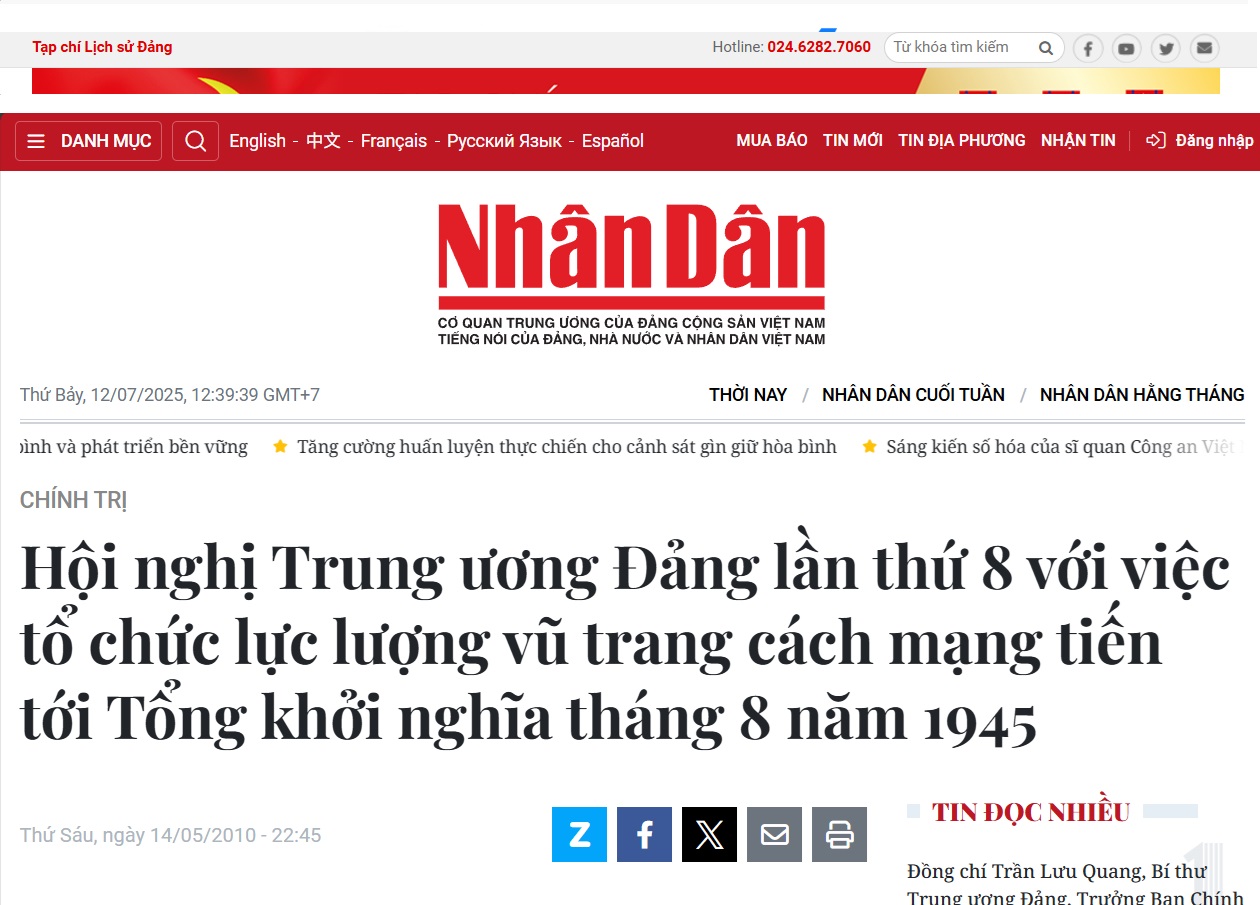 Tạp chí Lịch sử Đảng
Hotline: 024.6282.7060
Từ khóa tìm kiếm
DANH MỤC
English - 中文 - Français - Русский Язык - Español
MUA BÁO TIN MỚI TIN ĐỊA PHƯƠNG NHẬN TIN Đăng nhập
Nhân Dân
CƠ QUAN TRUNG ƯƠNG CỦA ĐẢNG CỘNG SẢN VIỆT NAM
TIẾNG NÓI CỦA ĐẢNG, NHÀ NƯỚC VÀ NHÂN DÂN VIỆT NAM
Thứ Bảy, 12/07/2025, 12:39:39 GMT+7
THỜI NAY / NHÂN DÂN CUỐI TUẦN / NHÂN DÂN HẰNG THÁNG
bình và phát triển bền vững Tăng cường huấn luyện thực chiến cho cảnh sát gìn giữ hòa bình Sáng kiến số hóa của sĩ quan Công an Việt
CHÍNH TRỊ
Hội nghị Trung ương Đảng lần thứ 8 với việc
tổ chức lực lượng vũ trang cách mạng tiến
tới Tổng khởi nghĩa tháng 8 năm 1945
Thứ Sáu, ngày 14/05/2010 - 22:45
TIN ĐỌC NHIỀU
1
Đồng chí Trần Lưu Quang, Bí thư
Trung ương Đảng, Trưởng Ban Chính